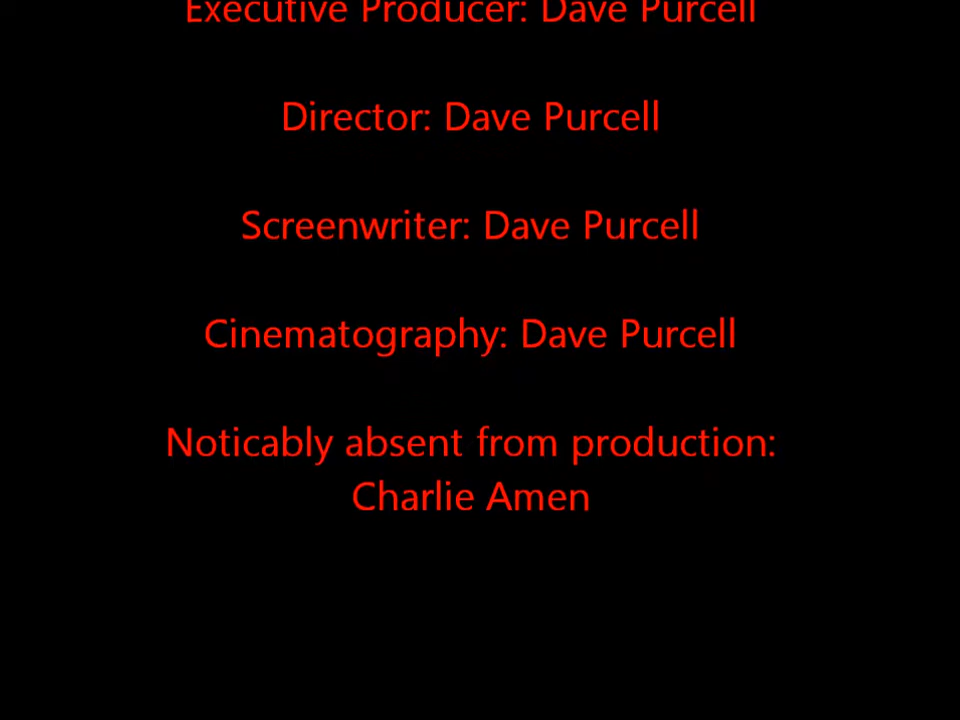 Executive Producer: Dave Purcell
Director: Dave Purcell
Screenwriter: Dave Purcell
Cinematography: Dave Purcell
Noticably absent from production:
Charlie Amen